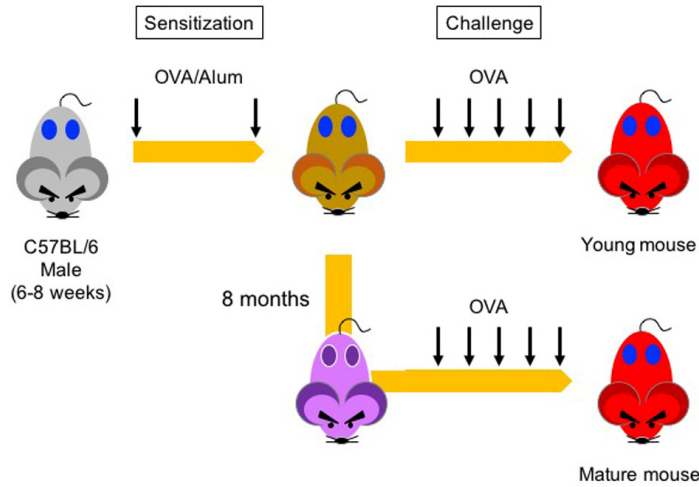 Sensitization
Challenge
OVA/Alum
OVA
C57BL/6
Male
(6-8 weeks)
Young mouse
8 months
OVA
Mature mouse